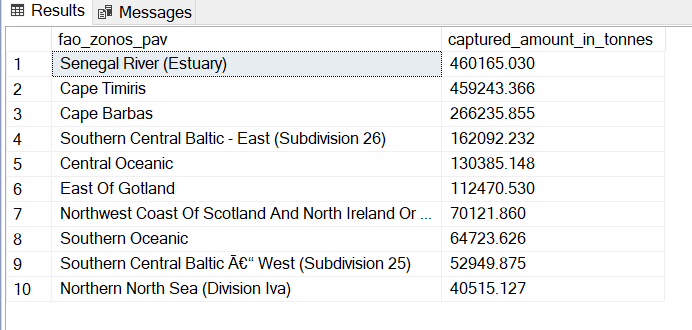 Results Messages
fao_zonos_pav captured_amount_in_tonnes
1 Senegal River (Estuary) 460165.030
2 Cape Timiris 459243.366
3 Cape Barbas 266235.855
4 Southern Central Baltic - East (Subdivision 26) 162092.232
5 Central Oceanic 130385.148
6 East Of Gotland 112470.530
7 Northwest Coast Of Scotland And North Ireland Or ... 70121.860
8 Southern Oceanic 64723.626
9 Southern Central Baltic Ã€“ West (Subdivision 25) 52949.875
10 Northern North Sea (Division Iva) 40515.127